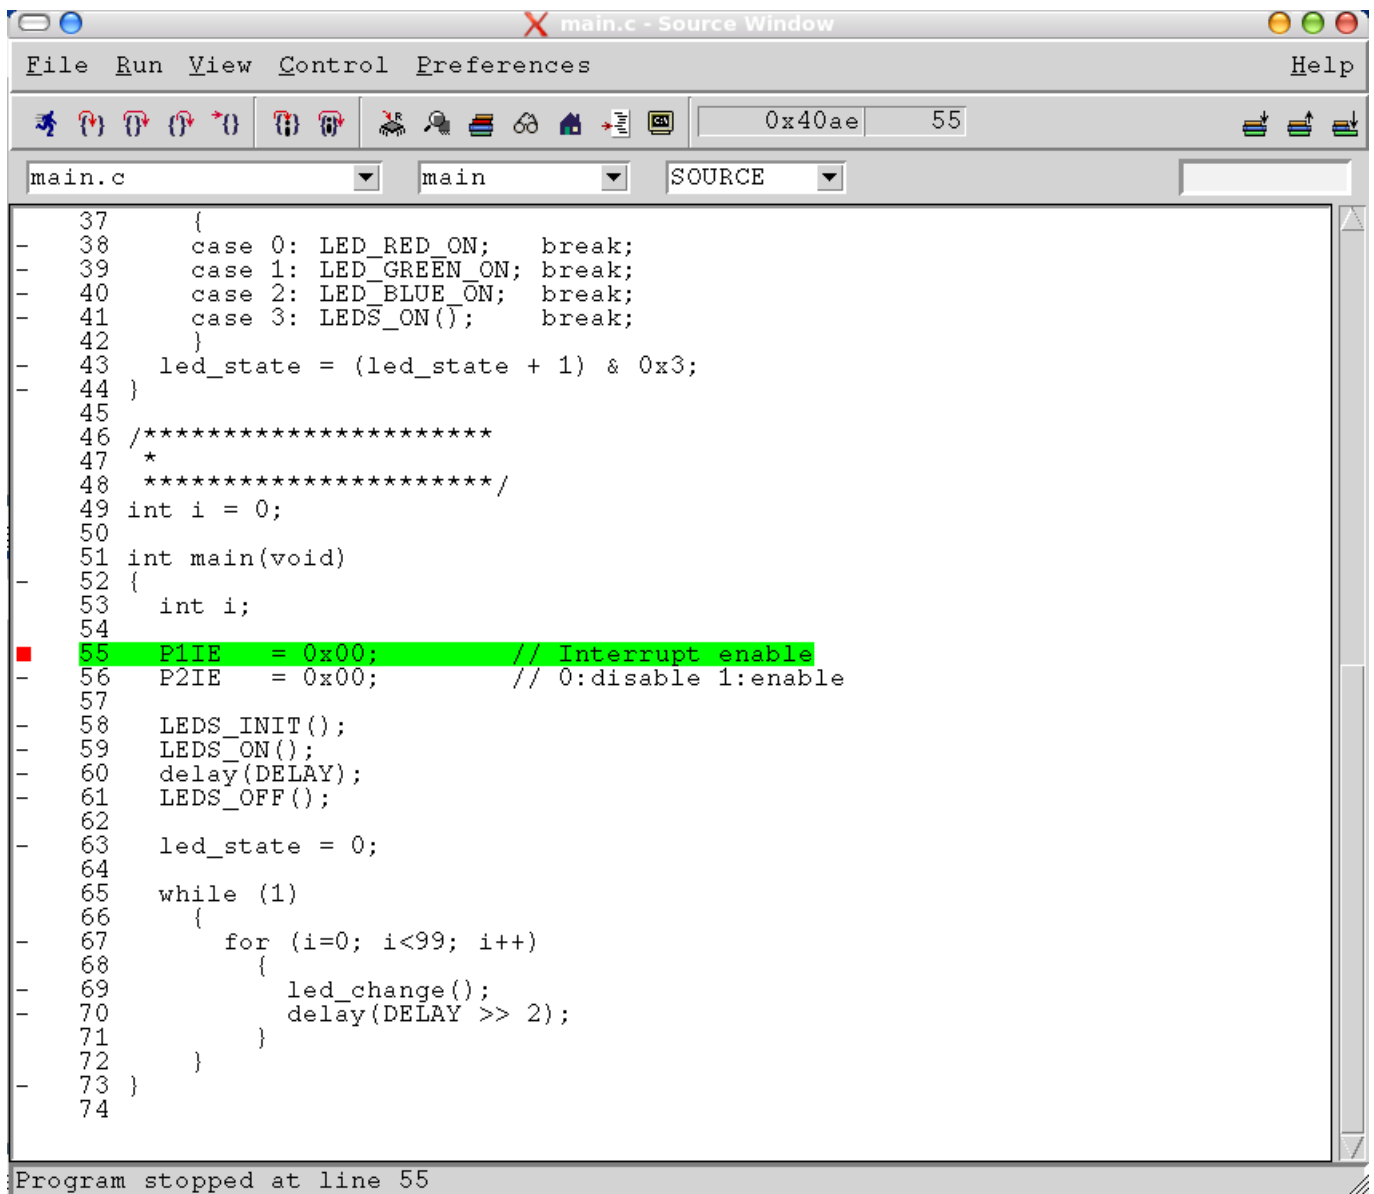 main.c - Source Window
File Run View Control Preferences Help
0x40ae 55
main.c main SOURCE
37 {
38 case 0: LED_RED_ON; break;
39 case 1: LED_GREEN_ON; break;
40 case 2: LED_BLUE_ON; break;
41 case 3: LEDS_ON(); break;
42 }
43 led_state = (led_state + 1) & 0x3;
44 }
45
46 /**********************
47 *
48 **********************/
49 int i = 0;
50
51 int main(void)
52 {
53 int i;
54
55 P1IE = 0x00; // Interrupt enable
56 P2IE = 0x00; // 0:disable 1:enable
57
58 LEDS_INIT();
59 LEDS_ON();
60 delay(DELAY);
61 LEDS_OFF();
62
63 led_state = 0;
64
65 while (1)
66 {
67 for (i=0; i<99; i++)
68 {
69 led_change();
70 delay(DELAY >> 2);
71 }
72 }
73 }
74
Program stopped at line 55